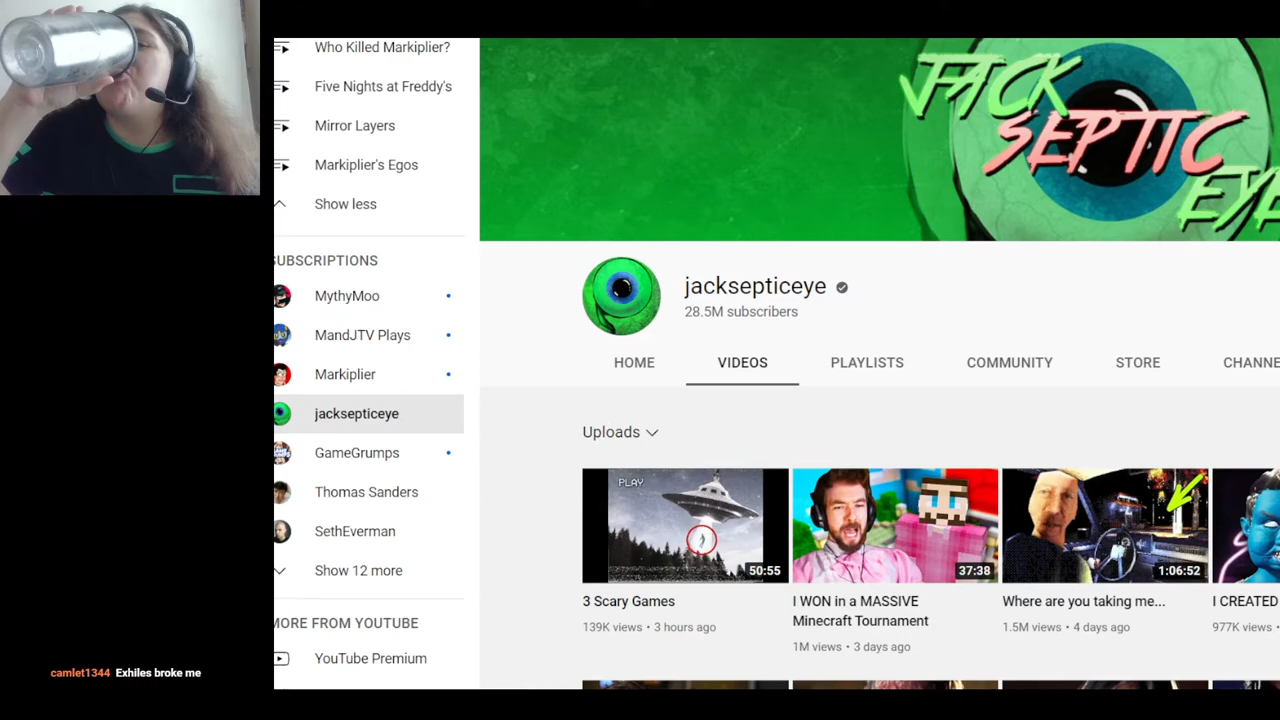 Who Killed Markiplier?
Five Nights at Freddy's
Mirror Layers
Markiplier's Egos
Show less
SUBSCRIPTIONS
MythyMoo
MandJTV Plays
Markiplier
jacksepticeye
GameGrumps
Thomas Sanders
SethEverman
Show 12 more
MORE FROM YOUTUBE
YouTube Premium
JACK
SEPTIC
EYE
jacksepticeye
28.5M subscribers
HOME VIDEOS PLAYLISTS COMMUNITY STORE CHANNE
Uploads
PLAY
50:55
37:38
1:06:52
3 Scary Games
139K views • 3 hours ago
I WON in a MASSIVE
Minecraft Tournament
1M views • 3 days ago
Where are you taking me...
1.5M views • 4 days ago
I CREATED
977K views •
camlet1344 Exhiles broke me